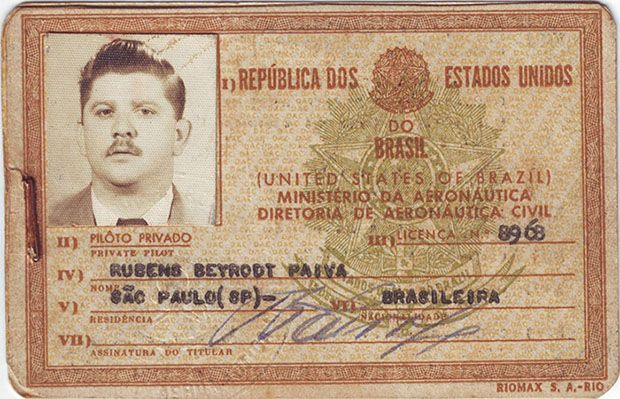 I) REPÚBLICA DOS ESTADOS UNIDOS
DO
BRASIL
(UNITED STATES OF BRAZIL)
MINISTÉRIO DA AERONÁUTICA
DIRETORIA DE AERONÁUTICA CIVIL
II) PILÔTO PRIVADO III) LICENÇA Nº 8968
PRIVATE PILOT
IV) RUBENS BEYRODT PAIVA
NOME
V) SÃO PAULO(SP)- VI) BRASILEIRA
RESIDÊNCIA NACIONALIDADE
VII)
ASSINATURA DO TITULAR
RIOMAX S. A.-RIO